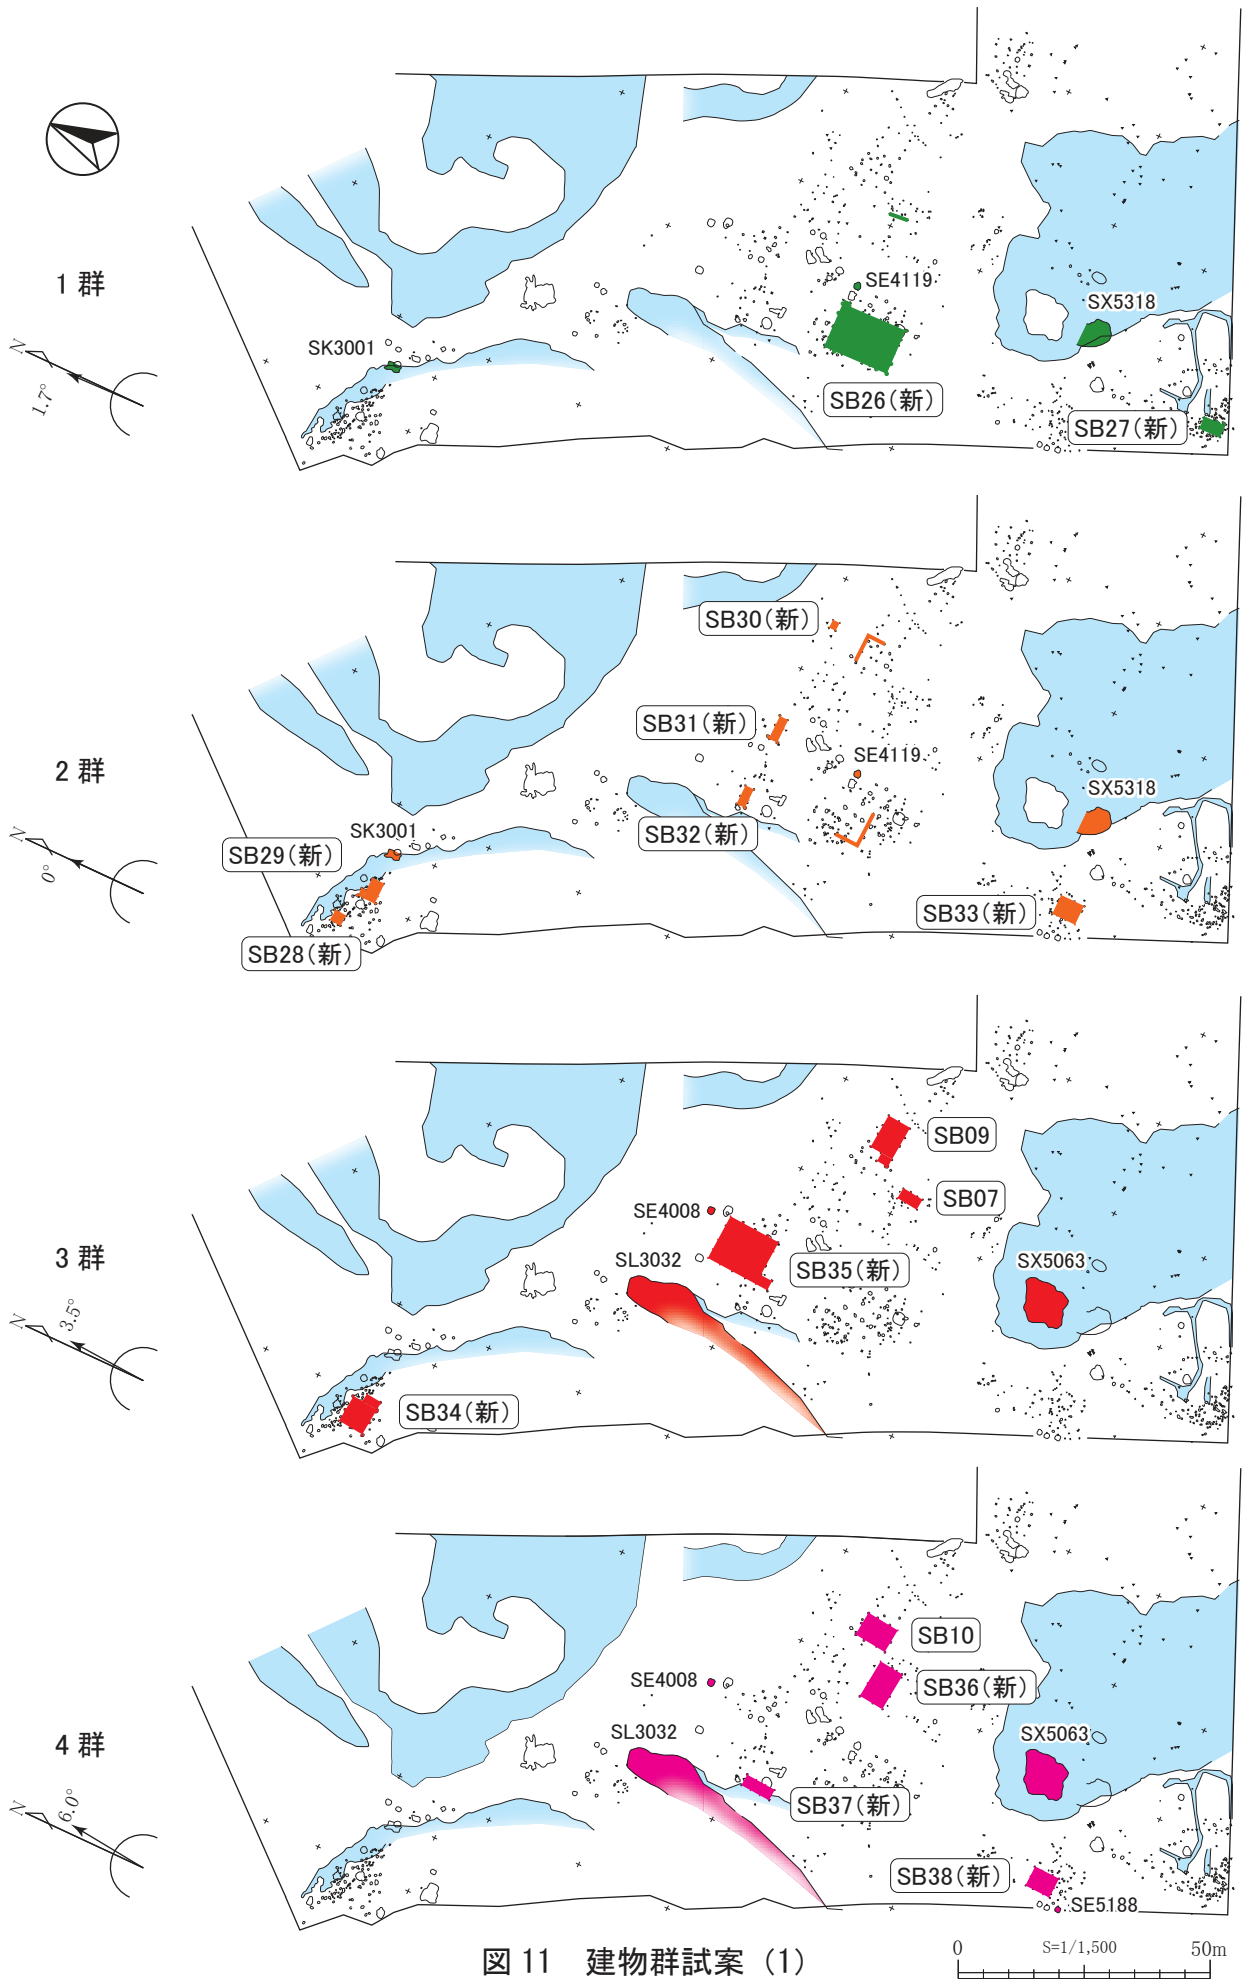 1 群
N
1.7°
SK3001
SE4119
SX5318
SB26(新)
SB27(新)
2 群
N
0°
SB30(新)
SB31(新)
SE4119
SX5318
SB32(新)
SK3001
SB29(新)
SB33(新)
SB28(新)
3 群
N
3.5°
SB09
SB07
SE4008
SL3032
SB35(新)
SX5063
SB34(新)
4 群
N
6.0°
SB10
SE4008
SB36(新)
SL3032
SX5063
SB37(新)
SB38(新)
SE5188
図 11 建物群試案 (1)
0 S=1/1,500 50m